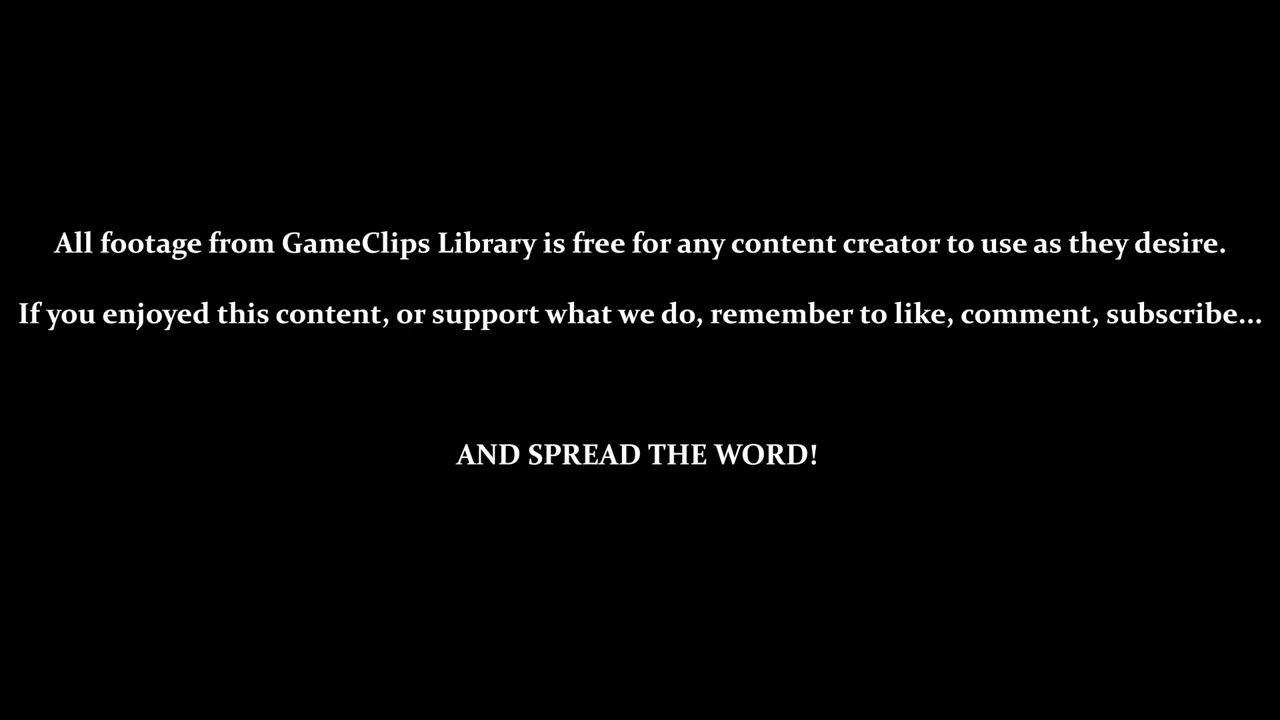 All footage from GameClips Library is free for any content creator to use as they desire.
If you enjoyed this content, or support what we do, remember to like, comment, subscribe...
AND SPREAD THE WORD!